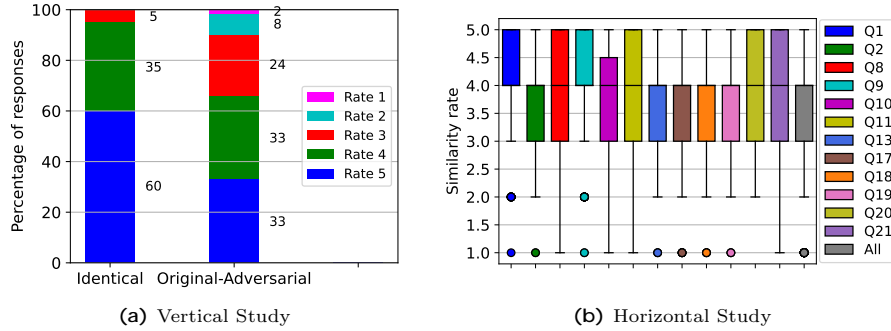 100
80
60
40
20
0
Percentage of responses
5
35
60
2
8
24
33
33
Rate 1
Rate 2
Rate 3
Rate 4
Rate 5
Identical Original-Adversarial
(a) Vertical Study
5.0
4.5
4.0
3.5
3.0
2.5
2.0
1.5
1.0
Similarity rate
Q1
Q2
Q8
Q9
Q10
Q11
Q13
Q17
Q18
Q19
Q20
Q21
All
(b) Horizontal Study